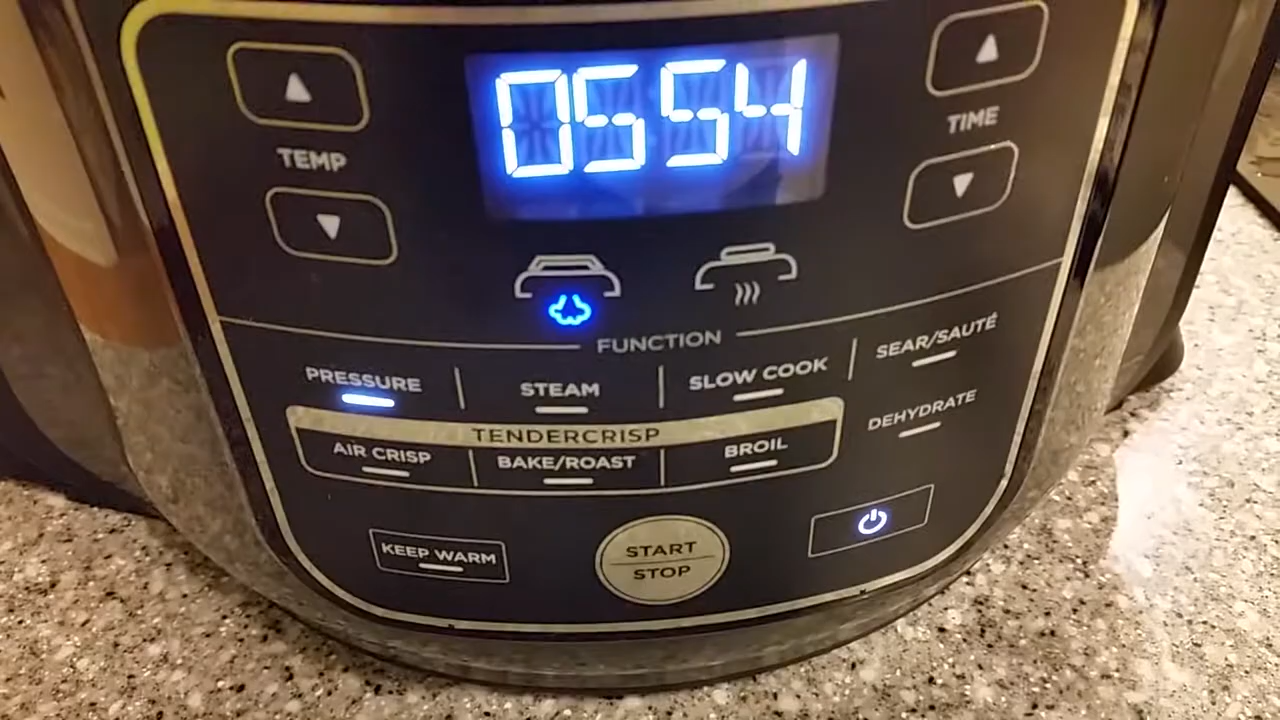 0554
TEMP
TIME
FUNCTION
PRESSURE
STEAM
SLOW COOK
SEAR/SAUTÉ
TENDERCRISP
AIR CRISP
BAKE/ROAST
BROIL
DEHYDRATE
KEEP WARM
START
STOP